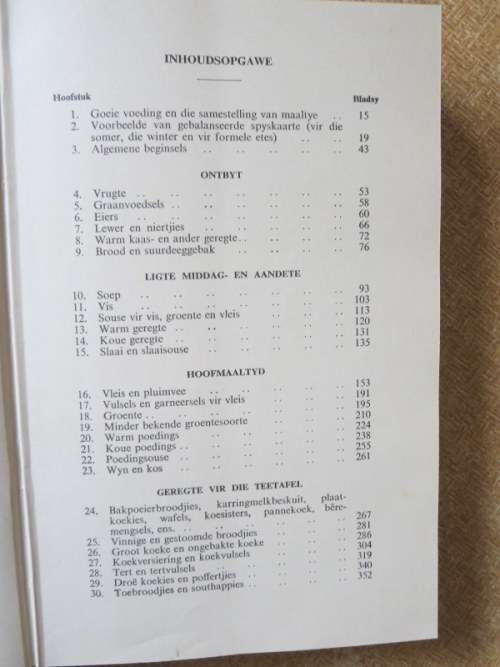 INHOUDSOPGAWE
Hoofstuk Bladsy
1. Goeie voeding en die samestelling van maaltye .. 15
2. Voorbeelde van gebalanseerde spyskaarte (vir die
somer, die winter en vir formele etes) .. .. 19
3. Algemene beginsels .. .. .. .. .. 43
ONTBYT
4. Vrugte .. .. .. .. .. .. .. 53
5. Graanvoedsels .. .. .. .. .. .. 58
6. Eiers .. .. .. .. .. .. .. 60
7. Lewer en niertjies .. .. .. .. .. 66
8. Warm kaas- en ander geregte .. .. .. .. 72
9. Brood en suurdeeggebak .. .. .. .. 76
LIGTE MIDDAG- EN AANDETE
10. Soep .. .. .. .. .. .. .. 93
11. Vis .. .. .. .. .. .. .. 103
12. Souse vir vis, groente en vleis .. .. .. 113
13. Warm geregte .. .. .. .. .. .. 120
14. Koue geregte .. .. .. .. .. .. 131
15. Slaai en slaaisouse .. .. .. .. .. 135
HOOFMAALTYD
16. Vleis en pluimvee .. .. .. .. .. 153
17. Vulsels en garneersels vir vleis .. .. .. 191
18. Groente .. .. .. .. .. .. .. 195
19. Minder bekende groentesoorte .. .. .. 210
20. Warm poedings .. .. .. .. .. 224
21. Koue poedings .. .. .. .. .. .. 238
22. Poedingsouse .. .. .. .. .. .. 255
23. Wyn en kos .. .. .. .. .. .. 261
GEREGTE VIR DIE TEETAFEL
24. Bakpoeierbroodjies, karringmelkbeskuit, plaat-
koekies, wafels, koesisters, pannekoek, bêre-
mengsels, ens. .. .. .. .. .. .. 267
25. Vinnige en gestoomde broodjies .. .. .. 281
26. Groot koeke en ongebakte koeke .. .. .. 286
27. Koekversiering en koekvulsels .. .. .. 304
28. Tert en tertvulsels .. .. .. .. .. 319
29. Droë koekies en poffertjies .. .. .. .. 340
30. Toebroodjies en southappies .. .. .. .. 352